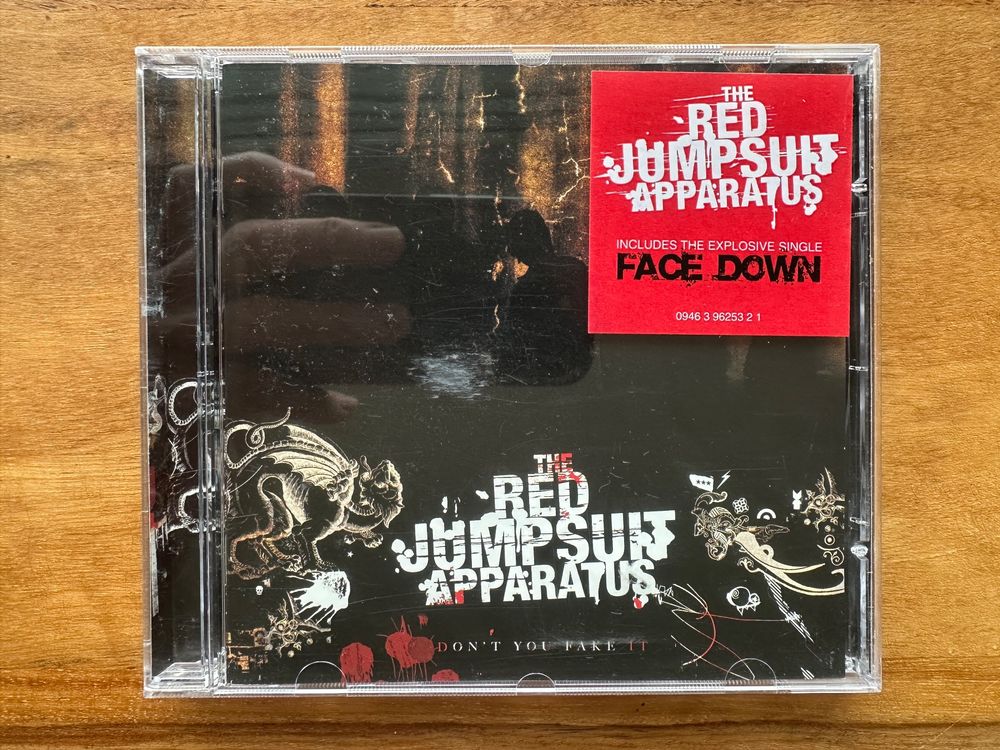 THE
RED
JUMPSUIT
APPARATUS
INCLUDES THE EXPLOSIVE SINGLE
FACE DOWN
0946 3 96253 2 1
THE
RED
JUMPSUIT
APPARATUS
DON'T YOU FAKE IT